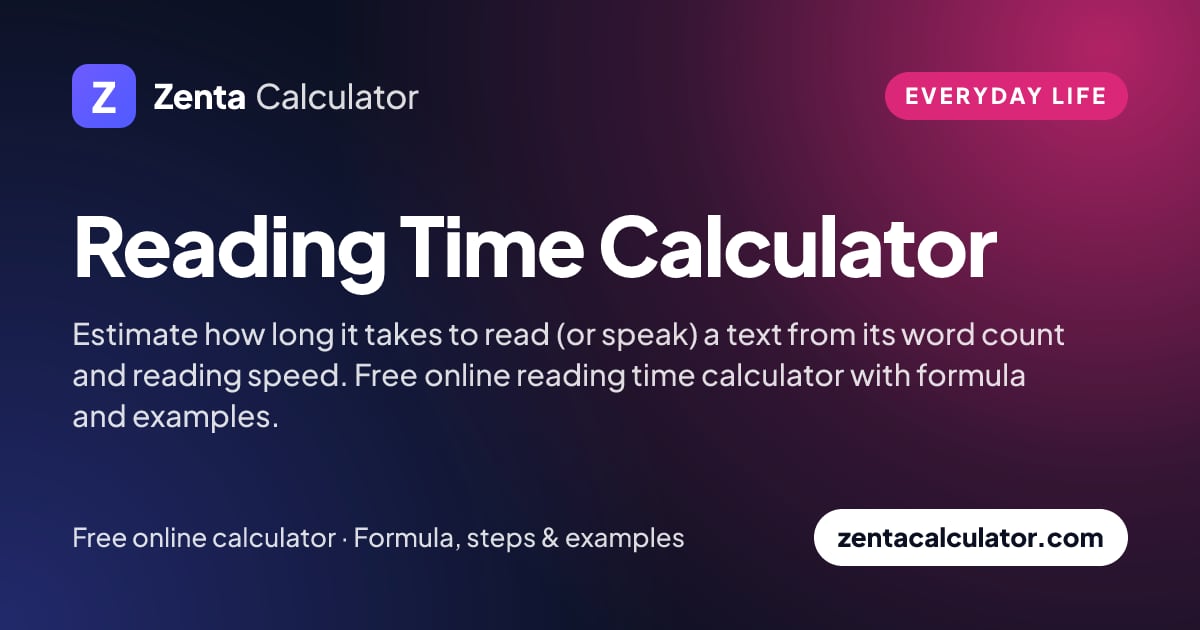 Z
Zenta Calculator
EVERYDAY LIFE
Reading Time Calculator
Estimate how long it takes to read (or speak) a text from its word count
and reading speed. Free online reading time calculator with formula
and examples.
Free online calculator · Formula, steps & examples
zentacalculator.com